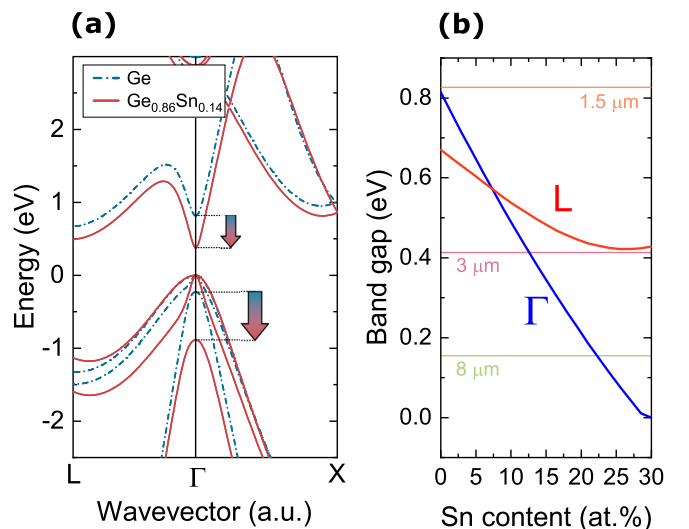 (a)
Ge
Ge0.86Sn0.14
Energy (eV)
2
1
0
-1
-2
L
Γ
X
Wavevector (a.u.)
(b)
1.5 μm
L
3 μm
Γ
8 μm
Band gap (eV)
0.8
0.6
0.4
0.2
0.0
0 5 10 15 20 25 30
Sn content (at.%)